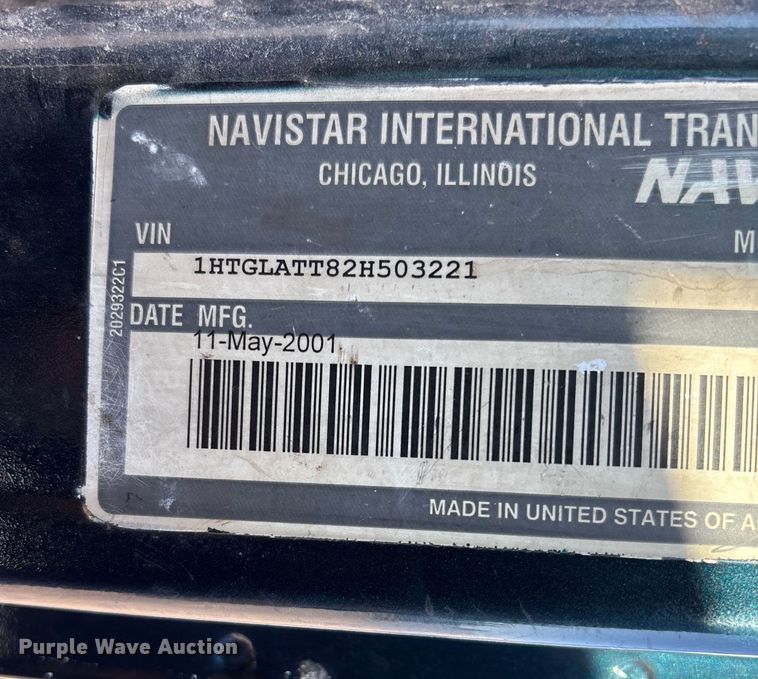 NAVISTAR INTERNATIONAL TRAN
CHICAGO, ILLINOIS
NAV
VIN
M
1HTGLATT82H503221
2029322C1
DATE MFG.
11-May-2001
MADE IN UNITED STATES OF A
Purple Wave Auction